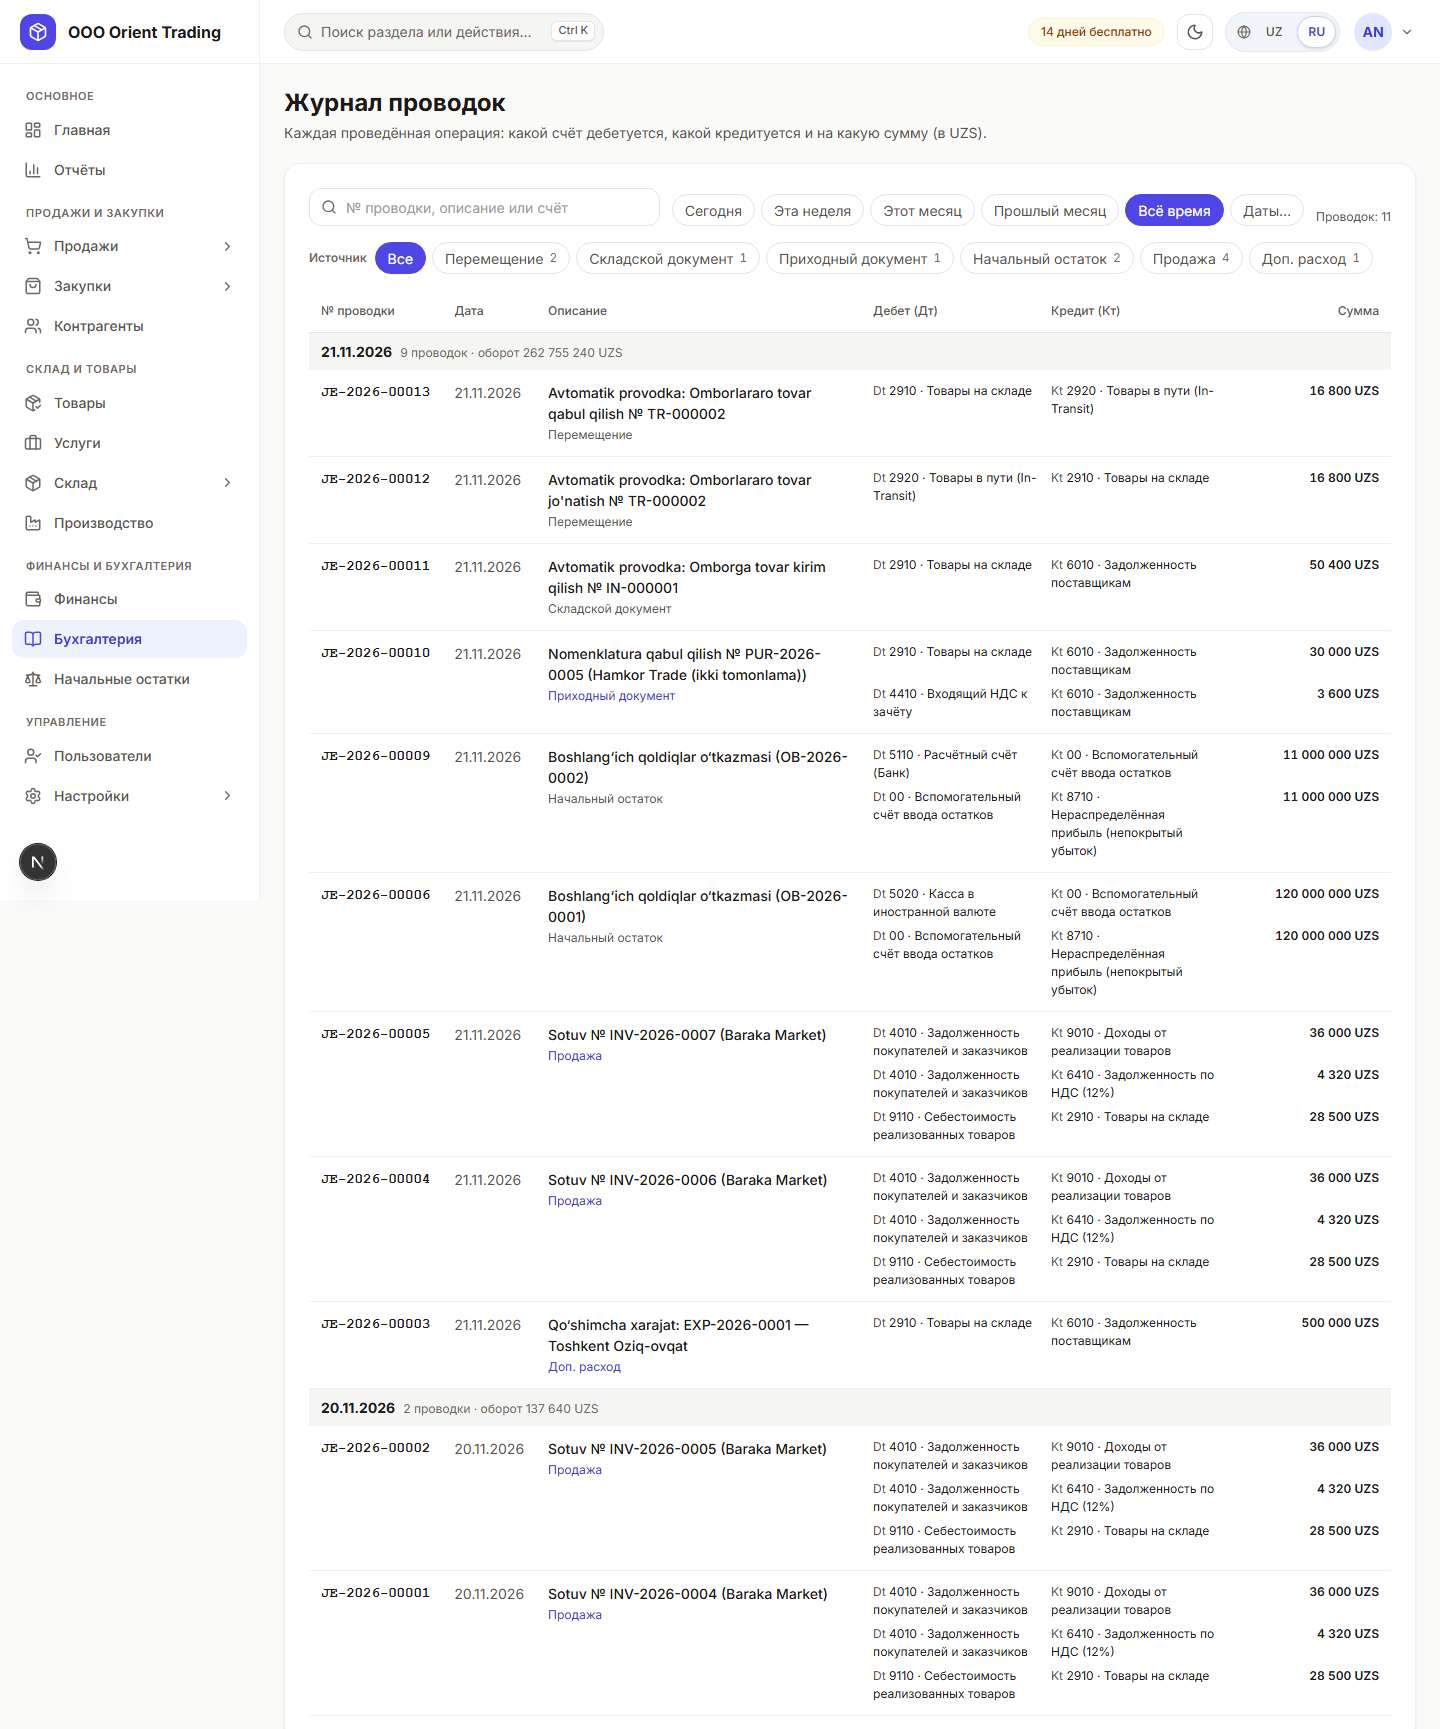 ООО Orient Trading
Поиск раздела или действия...
Ctrl K
14 дней бесплатно
UZ
RU
AN
ОСНОВНОЕ
Главная
Отчёты
ПРОДАЖИ И ЗАКУПКИ
Продажи
Закупки
Контрагенты
СКЛАД И ТОВАРЫ
Товары
Услуги
Склад
Производство
ФИНАНСЫ И БУХГАЛТЕРИЯ
Финансы
Бухгалтерия
Начальные остатки
УПРАВЛЕНИЕ
Пользователи
Настройки
N
Журнал проводок
Каждая проведённая операция: какой счёт дебетуется, какой кредитуется и на какую сумму (в UZS).
№ проводки, описание или счёт
Сегодня
Эта неделя
Этот месяц
Прошлый месяц
Всё время
Даты...
Проводок: 11
Источник
Все
Перемещение 2
Складской документ 1
Приходный документ 1
Начальный остаток 2
Продажа 4
Доп. расход 1
№ проводки Дата Описание Дебет (Дт) Кредит (Кт) Сумма
21.11.2026 9 проводок · оборот 262 755 240 UZS
JE-2026-00013 21.11.2026 Avtomatik provodka: Omborlararo tovar Dt 2910 · Товары на складе Kt 2920 · Товары в пути (In- 16 800 UZS
qabul qilish № TR-000002 Transit)
Перемещение
JE-2026-00012 21.11.2026 Avtomatik provodka: Omborlararo tovar Dt 2920 · Товары в пути (In- Kt 2910 · Товары на складе 16 800 UZS
jo'natish № TR-000002 Transit)
Перемещение
JE-2026-00011 21.11.2026 Avtomatik provodka: Omborga tovar kirim Dt 2910 · Товары на складе Kt 6010 · Задолженность 50 400 UZS
qilish № IN-000001 поставщикам
Складской документ
JE-2026-00010 21.11.2026 Nomenklatura qabul qilish № PUR-2026- Dt 2910 · Товары на складе Kt 6010 · Задолженность 30 000 UZS
0005 (Hamkor Trade (ikki tomonlama)) поставщикам
Приходный документ Dt 4410 · Входящий НДС к Kt 6010 · Задолженность 3 600 UZS
зачёту поставщикам
JE-2026-00009 21.11.2026 Boshlangʻich qoldiqlar oʻtkazmasi (OB-2026- Dt 5110 · Расчётный счёт Kt 00 · Вспомогательный 11 000 000 UZS
0002) (Банк) счёт ввода остатков
Начальный остаток Dt 00 · Вспомогательный Kt 8710 · 11 000 000 UZS
счёт ввода остатков Нераспределённая
прибыль (непокрытый
убыток)
JE-2026-00006 21.11.2026 Boshlangʻich qoldiqlar oʻtkazmasi (OB-2026- Dt 5020 · Касса в Kt 00 · Вспомогательный 120 000 000 UZS
0001) иностранной валюте счёт ввода остатков
Начальный остаток Dt 00 · Вспомогательный Kt 8710 · 120 000 000 UZS
счёт ввода остатков Нераспределённая
прибыль (непокрытый
убыток)
JE-2026-00005 21.11.2026 Sotuv № INV-2026-0007 (Baraka Market) Dt 4010 · Задолженность Kt 9010 · Доходы от 36 000 UZS
Продажа покупателей и заказчиков реализации товаров
Dt 4010 · Задолженность Kt 6410 · Задолженность по 4 320 UZS
покупателей и заказчиков НДС (12%)
Dt 9110 · Себестоимость Kt 2910 · Товары на складе 28 500 UZS
реализованных товаров
JE-2026-00004 21.11.2026 Sotuv № INV-2026-0006 (Baraka Market) Dt 4010 · Задолженность Kt 9010 · Доходы от 36 000 UZS
Продажа покупателей и заказчиков реализации товаров
Dt 4010 · Задолженность Kt 6410 · Задолженность по 4 320 UZS
покупателей и заказчиков НДС (12%)
Dt 9110 · Себестоимость Kt 2910 · Товары на складе 28 500 UZS
реализованных товаров
JE-2026-00003 21.11.2026 Qoʻshimcha xarajat: EXP-2026-0001 — Dt 2910 · Товары на складе Kt 6010 · Задолженность 500 000 UZS
Toshkent Oziq-ovqat поставщикам
Доп. расход
20.11.2026 2 проводки · оборот 137 640 UZS
JE-2026-00002 20.11.2026 Sotuv № INV-2026-0005 (Baraka Market) Dt 4010 · Задолженность Kt 9010 · Доходы от 36 000 UZS
Продажа покупателей и заказчиков реализации товаров
Dt 4010 · Задолженность Kt 6410 · Задолженность по 4 320 UZS
покупателей и заказчиков НДС (12%)
Dt 9110 · Себестоимость Kt 2910 · Товары на складе 28 500 UZS
реализованных товаров
JE-2026-00001 20.11.2026 Sotuv № INV-2026-0004 (Baraka Market) Dt 4010 · Задолженность Kt 9010 · Доходы от 36 000 UZS
Продажа покупателей и заказчиков реализации товаров
Dt 4010 · Задолженность Kt 6410 · Задолженность по 4 320 UZS
покупателей и заказчиков НДС (12%)
Dt 9110 · Себестоимость Kt 2910 · Товары на складе 28 500 UZS
реализованных товаров